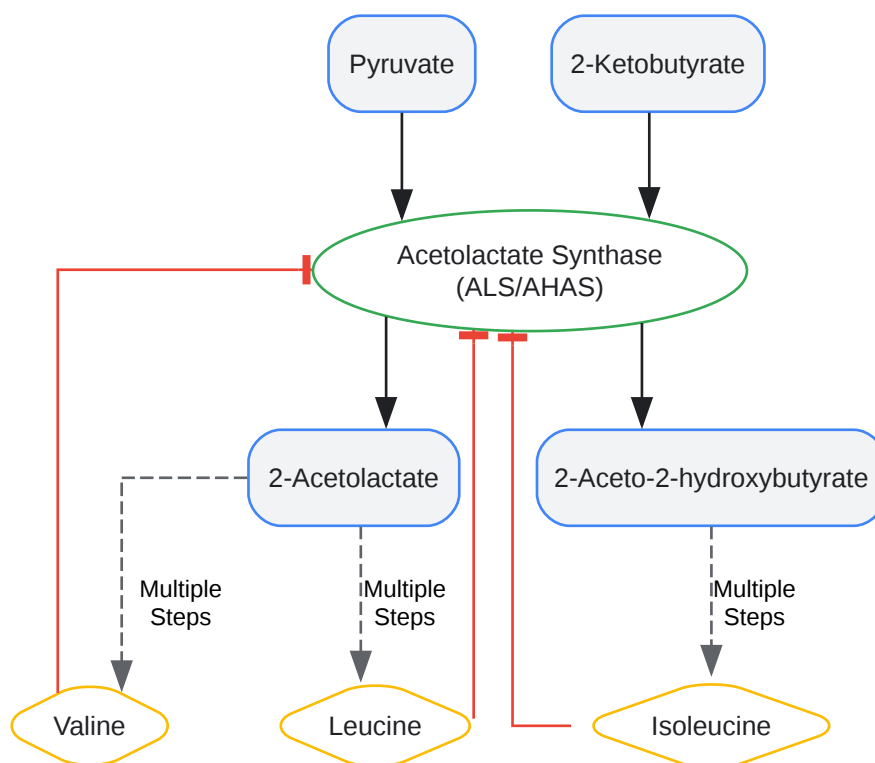 Pyruvate
2-Ketobutyrate
Acetolactate Synthase
(ALS/AHAS)
2-Acetolactate
2-Aceto-2-hydroxybutyrate
Multiple
Steps
Multiple
Steps
Multiple
Steps
Valine
Leucine
Isoleucine